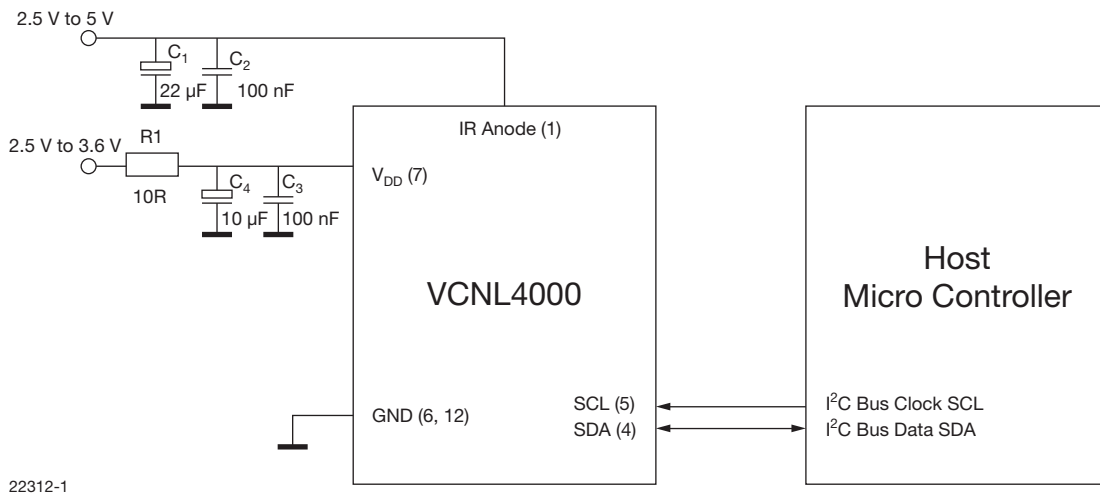 2.5 V to 5 V
C1
C2
22 µF
100 nF
IR Anode (1)
2.5 V to 3.6 V
R1
10R
C4
C3
10 µF
100 nF
VDD (7)
VCNL4000
Host
Micro Controller
GND (6, 12)
SCL (5)
SDA (4)
I²C Bus Clock SCL
I²C Bus Data SDA
22312-1